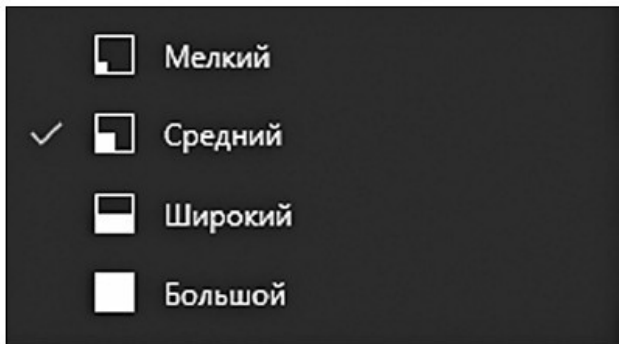 Мелкий
Средний
Широкий
Большой